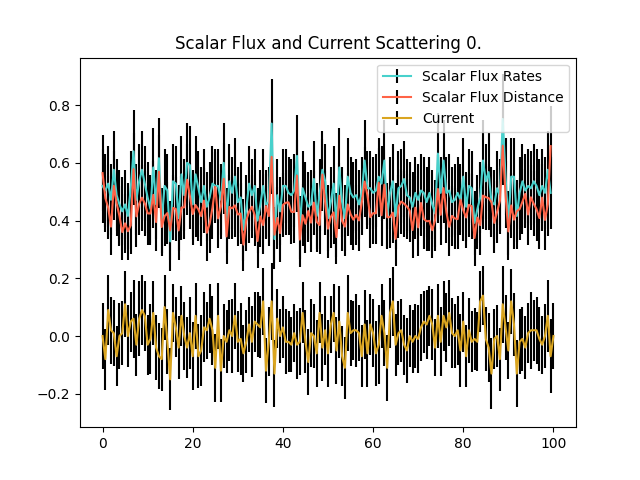 Scalar Flux and Current Scattering 0.
Scalar Flux Rates
Scalar Flux Distance
Current
0.8
0.6
0.4
0.2
0.0
−0.2
0 20 40 60 80 100